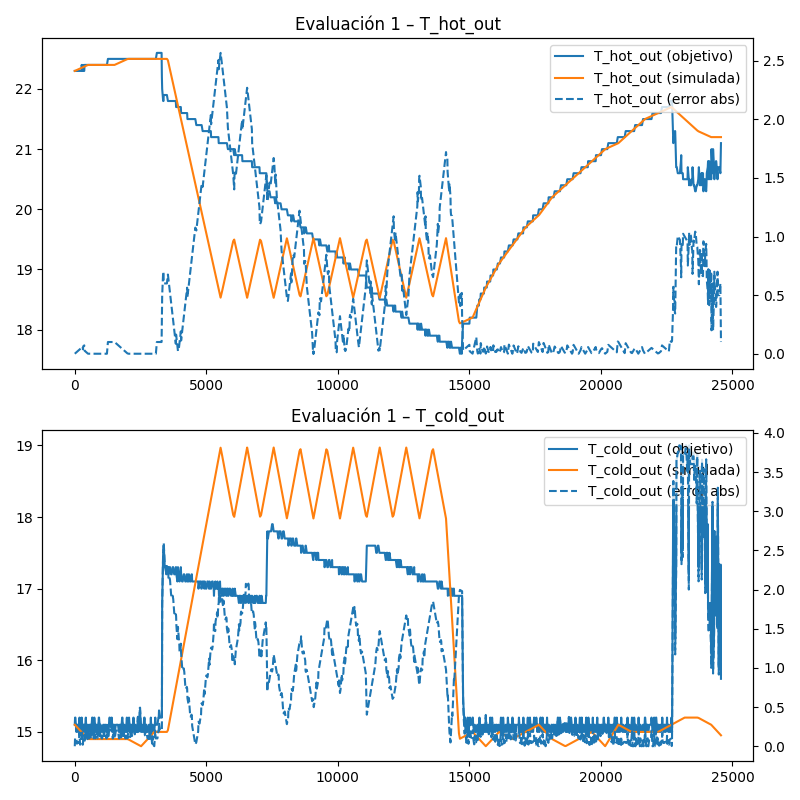 Evaluación 1 – T_hot_out
T_hot_out (objetivo)
T_hot_out (simulada)
T_hot_out (error abs)
22
21
20
19
18
2.5
2.0
1.5
1.0
0.5
0.0
0 5000 10000 15000 20000 25000
Evaluación 1 – T_cold_out
T_cold_out (objetivo)
T_cold_out (simulada)
T_cold_out (error abs)
19
18
17
16
15
4.0
3.5
3.0
2.5
2.0
1.5
1.0
0.5
0.0
0 5000 10000 15000 20000 25000